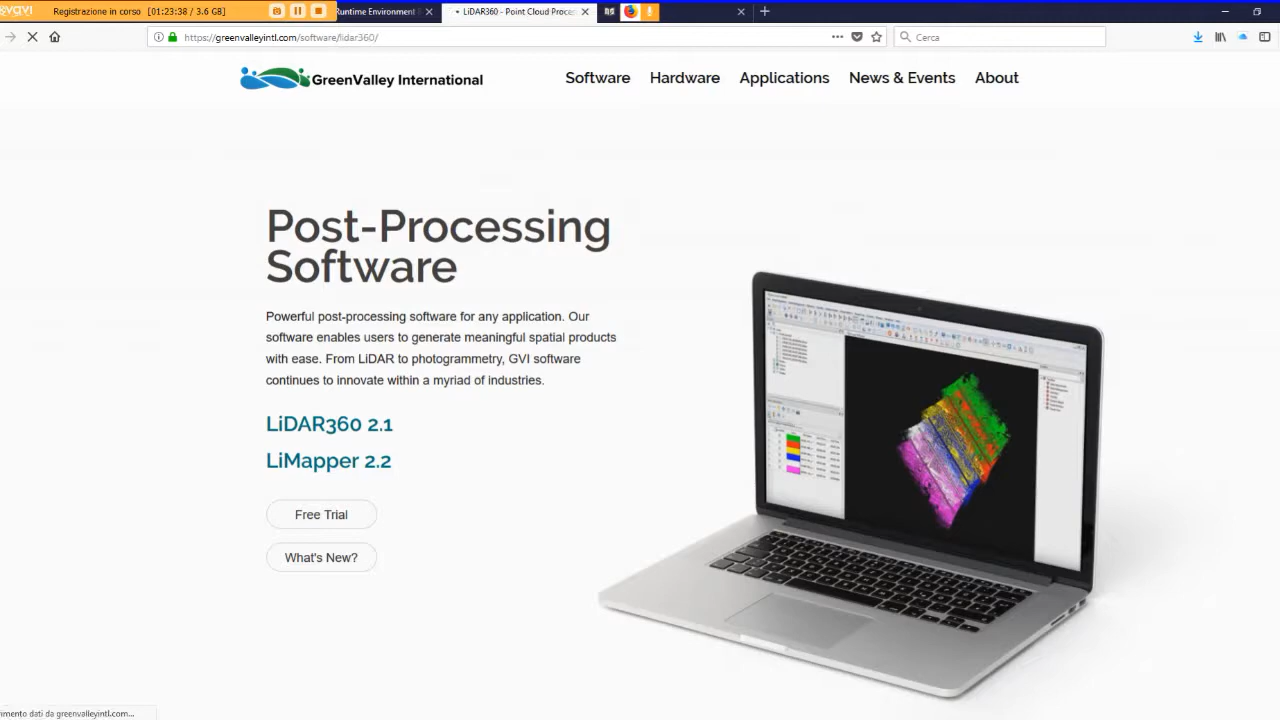 Registrazione in corso [01:23:38 / 3.6 GB]
Runtime Environment
LiDAR360 - Point Cloud Proces
https://greenvalleyintl.com/software/lidar360/
Cerca
GreenValley International
Software
Hardware
Applications
News & Events
About
Post-Processing
Software
Powerful post-processing software for any application. Our
software enables users to generate meaningful spatial products
with ease. From LiDAR to photogrammetry, GVI software
continues to innovate within a myriad of industries.
LiDAR360 2.1
LiMapper 2.2
Free Trial
What's New?
rimento dati da greenvalleyintl.com...